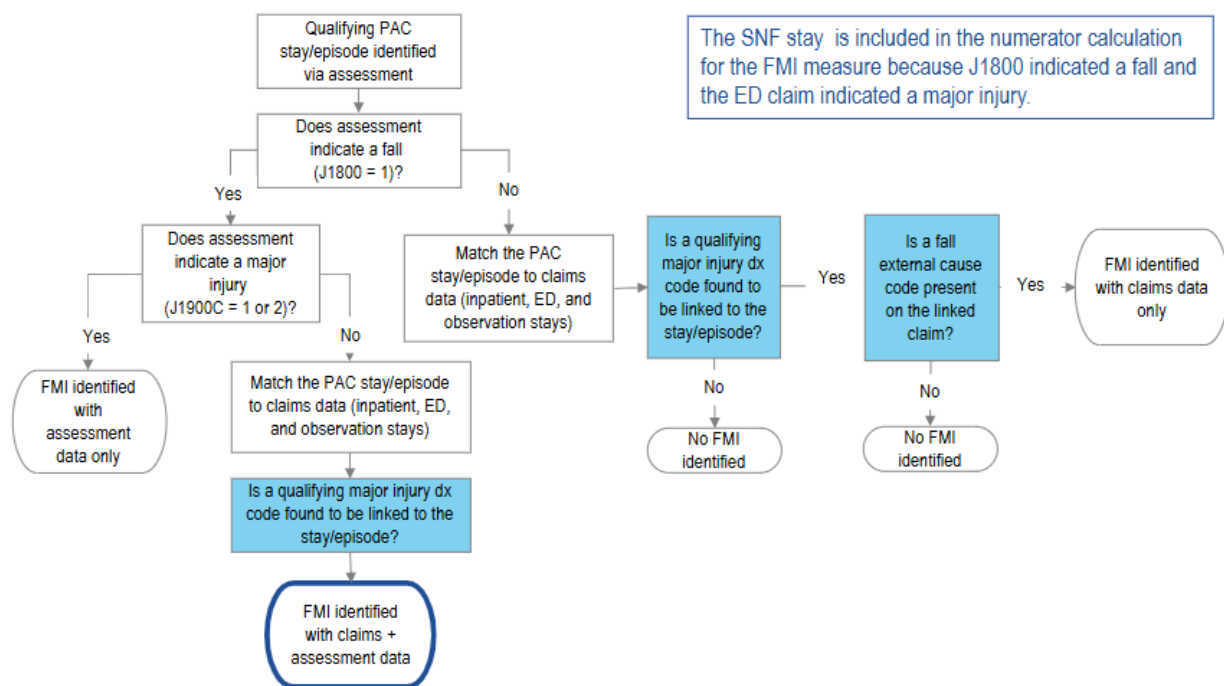 Qualifying PAC
stay/episode identified
via assessment
The SNF stay is included in the numerator calculation
for the FMI measure because J1800 indicated a fall and
the ED claim indicated a major injury.
Does assessment
indicate a fall
(J1800 = 1)?
Yes
No
Does assessment
indicate a major
injury
(J1900C = 1 or 2)?
Match the PAC
stay/episode to claims
data (inpatient, ED, and
observation stays)
Is a qualifying
major injury dx
code found to
be linked to the
stay/episode?
Yes
Is a fall
external cause
code present
on the linked
claim?
Yes
FMI identified
with claims data
only
Yes
No
No
No
FMI identified
with
assessment
data only
Match the PAC stay/episode
to claims data (inpatient, ED,
and observation stays)
No FMI
identified
No FMI
identified
Is a qualifying major injury dx
code found to be linked to the
stay/episode?
FMI identified
with claims +
assessment data